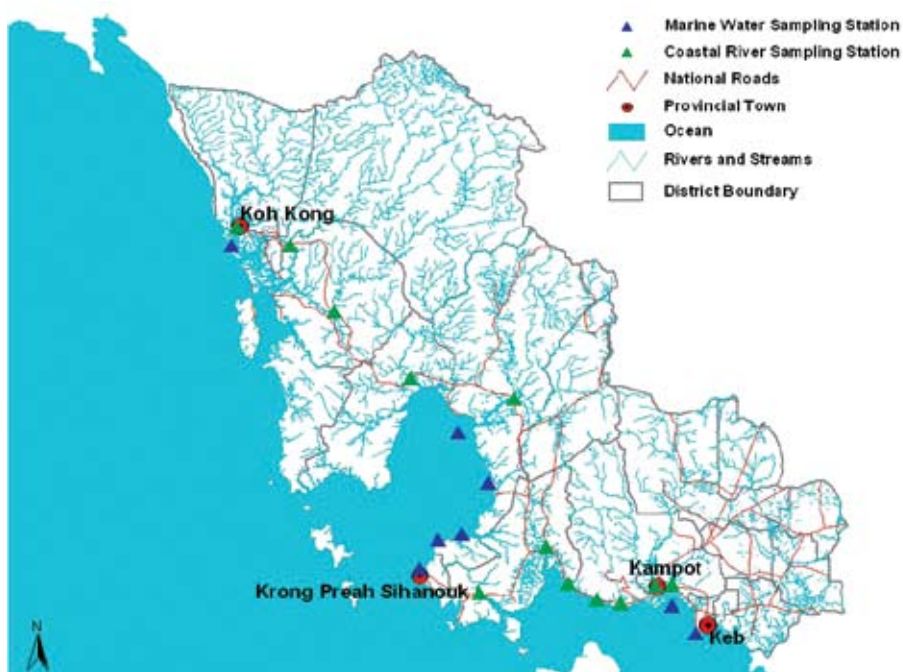 Marine Water Sampling Station
Coastal River Sampling Station
National Roads
Provincial Town
Ocean
Rivers and Streams
District Boundary
Koh Kong
Kampot
Krong Preah Sihanouk
Keb
N